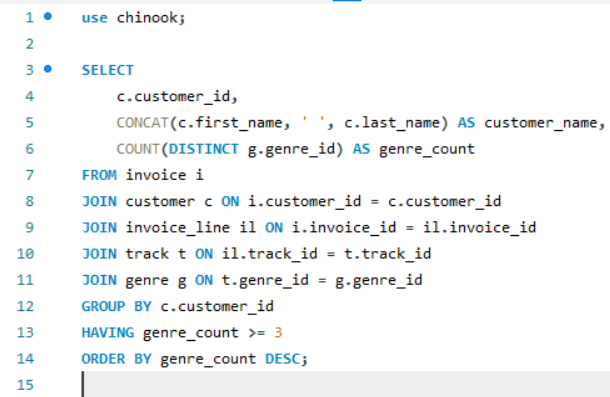 1 use chinook;
2
3 SELECT
4 c.customer_id,
5 CONCAT(c.first_name, ' ', c.last_name) AS customer_name,
6 COUNT(DISTINCT g.genre_id) AS genre_count
7 FROM invoice i
8 JOIN customer c ON i.customer_id = c.customer_id
9 JOIN invoice_line il ON i.invoice_id = il.invoice_id
10 JOIN track t ON il.track_id = t.track_id
11 JOIN genre g ON t.genre_id = g.genre_id
12 GROUP BY c.customer_id
13 HAVING genre_count >= 3
14 ORDER BY genre_count DESC;
15